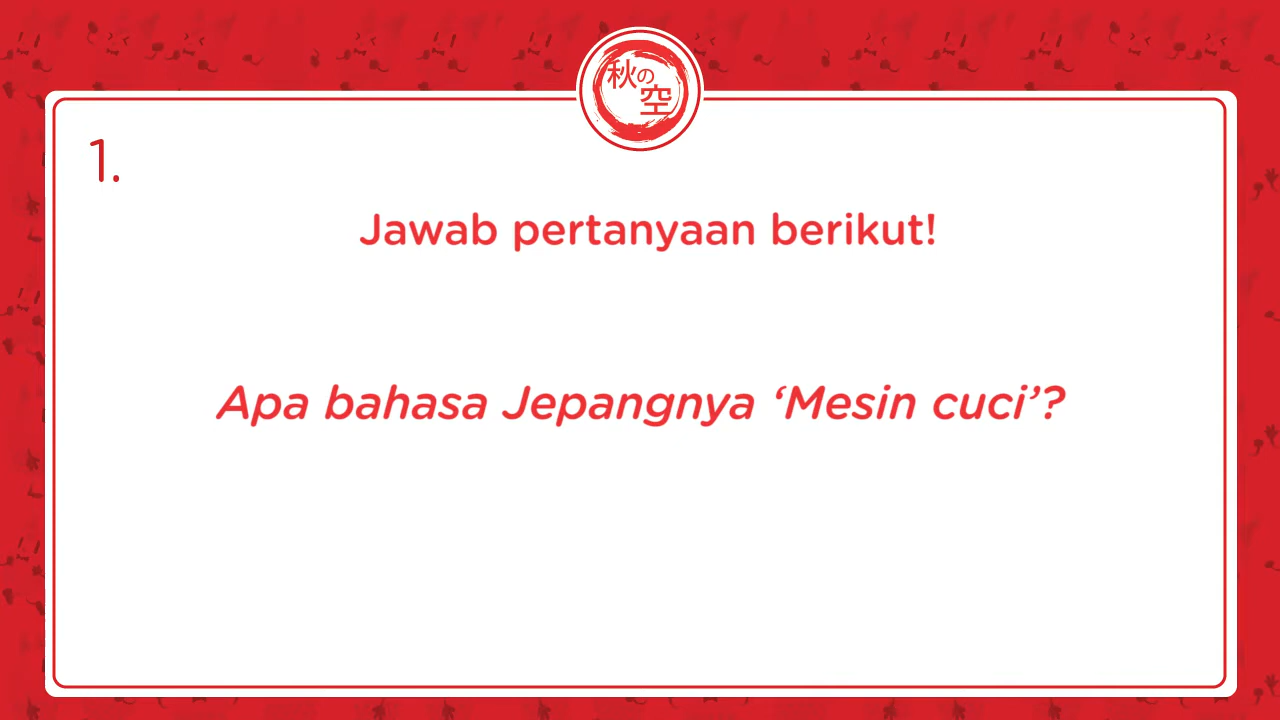 秋の
空
1.
Jawab pertanyaan berikut!
Apa bahasa Jepangnya ‘Mesin cuci’?